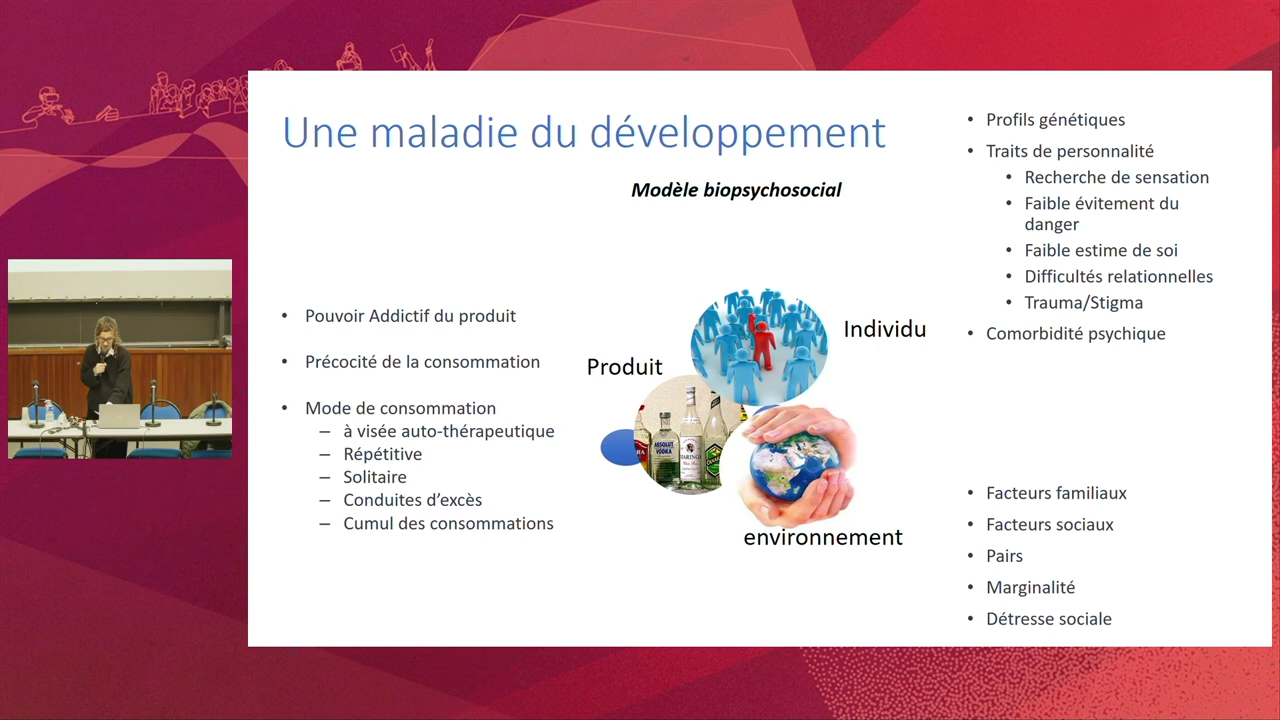 Une maladie du développement
Modèle biopsychosocial
• Pouvoir Addictif du produit
• Précocité de la consommation
• Mode de consommation
– à visée auto-thérapeutique
– Répétitive
– Solitaire
– Conduites d’excès
– Cumul des consommations
Produit
Individu
environnement
ABSOLUT
VODKA
• Profils génétiques
• Traits de personnalité
• Recherche de sensation
• Faible évitement du
danger
• Faible estime de soi
• Difficultés relationnelles
• Trauma/Stigma
• Comorbidité psychique
• Facteurs familiaux
• Facteurs sociaux
• Pairs
• Marginalité
• Détresse sociale